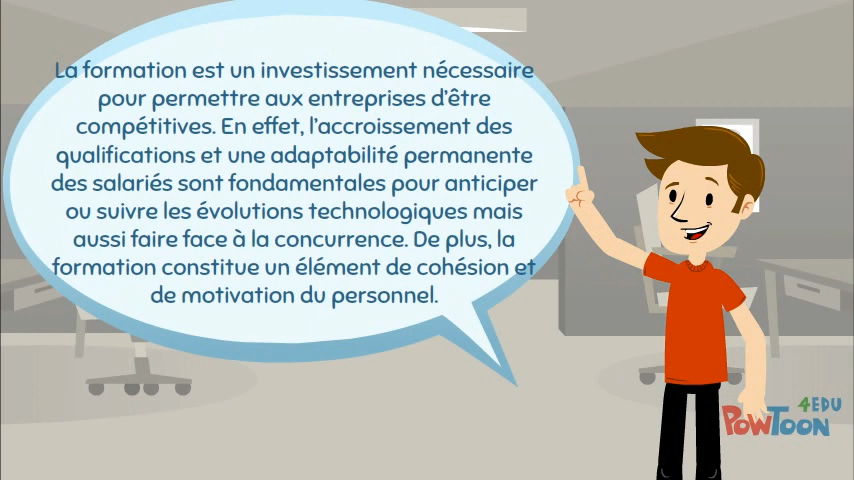 La formation est un investissement nécessaire
pour permettre aux entreprises d'être
compétitives. En effet, l'accroissement des
qualifications et une adaptabilité permanente
des salariés sont fondamentales pour anticiper
ou suivre les évolutions technologiques mais
aussi faire face à la concurrence. De plus, la
formation constitue un élément de cohésion et
de motivation du personnel.
4EDU
POWTOON